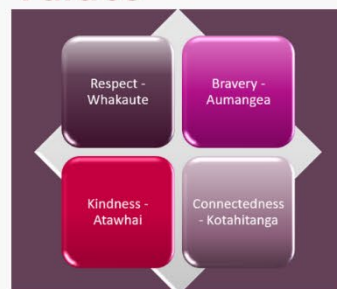 Respect -
Whakaute
Bravery -
Aumangea
Kindness -
Atawhai
Connectedness
- Kotahitanga